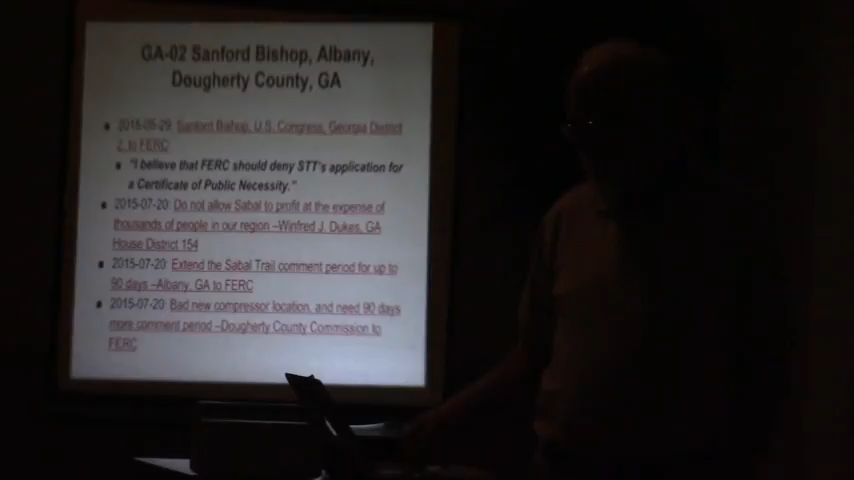 GA-02 Sanford Bishop, Albany,
Dougherty County, GA
2015-05-29: Sanford Bishop, U.S. Congress, Georgia District
2, to FERC
"I believe that FERC should deny STT's application for
a Certificate of Public Necessity."
2015-07-20: Do not allow Sabal to profit at the expense of
thousands of people in our region –Winfred J. Dukes, GA
House District 154
2015-07-20: Extend the Sabal Trail comment period for up to
90 days –Albany, GA to FERC
2015-07-20: Bad new compressor location, and need 90 days
more comment period –Dougherty County Commission to
FERC